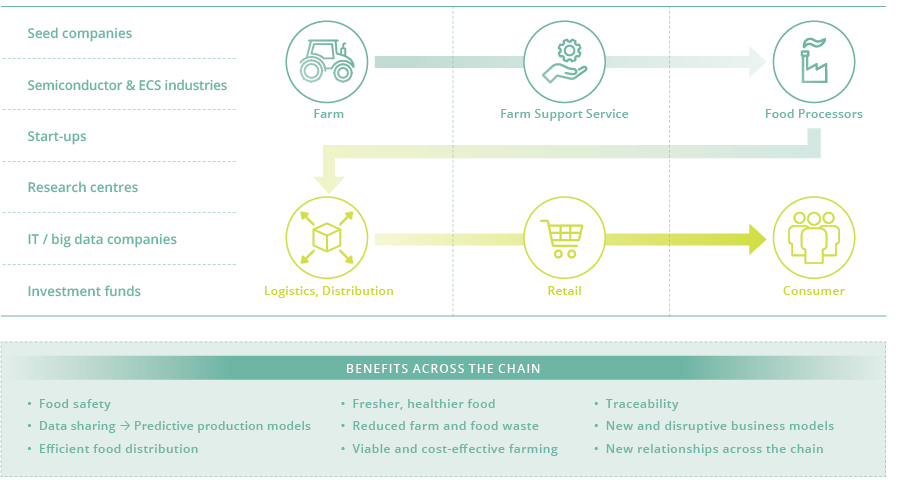 Seed companies
Semiconductor & ECS industries
Start-ups
Research centres
IT / big data companies
Investment funds
Farm
Farm Support Service
Food Processors
Logistics, Distribution
Retail
Consumer
BENEFITS ACROSS THE CHAIN
• Food safety
• Data sharing → Predictive production models
• Efficient food distribution
• Fresher, healthier food
• Reduced farm and food waste
• Viable and cost-effective farming
• Traceability
• New and disruptive business models
• New relationships across the chain